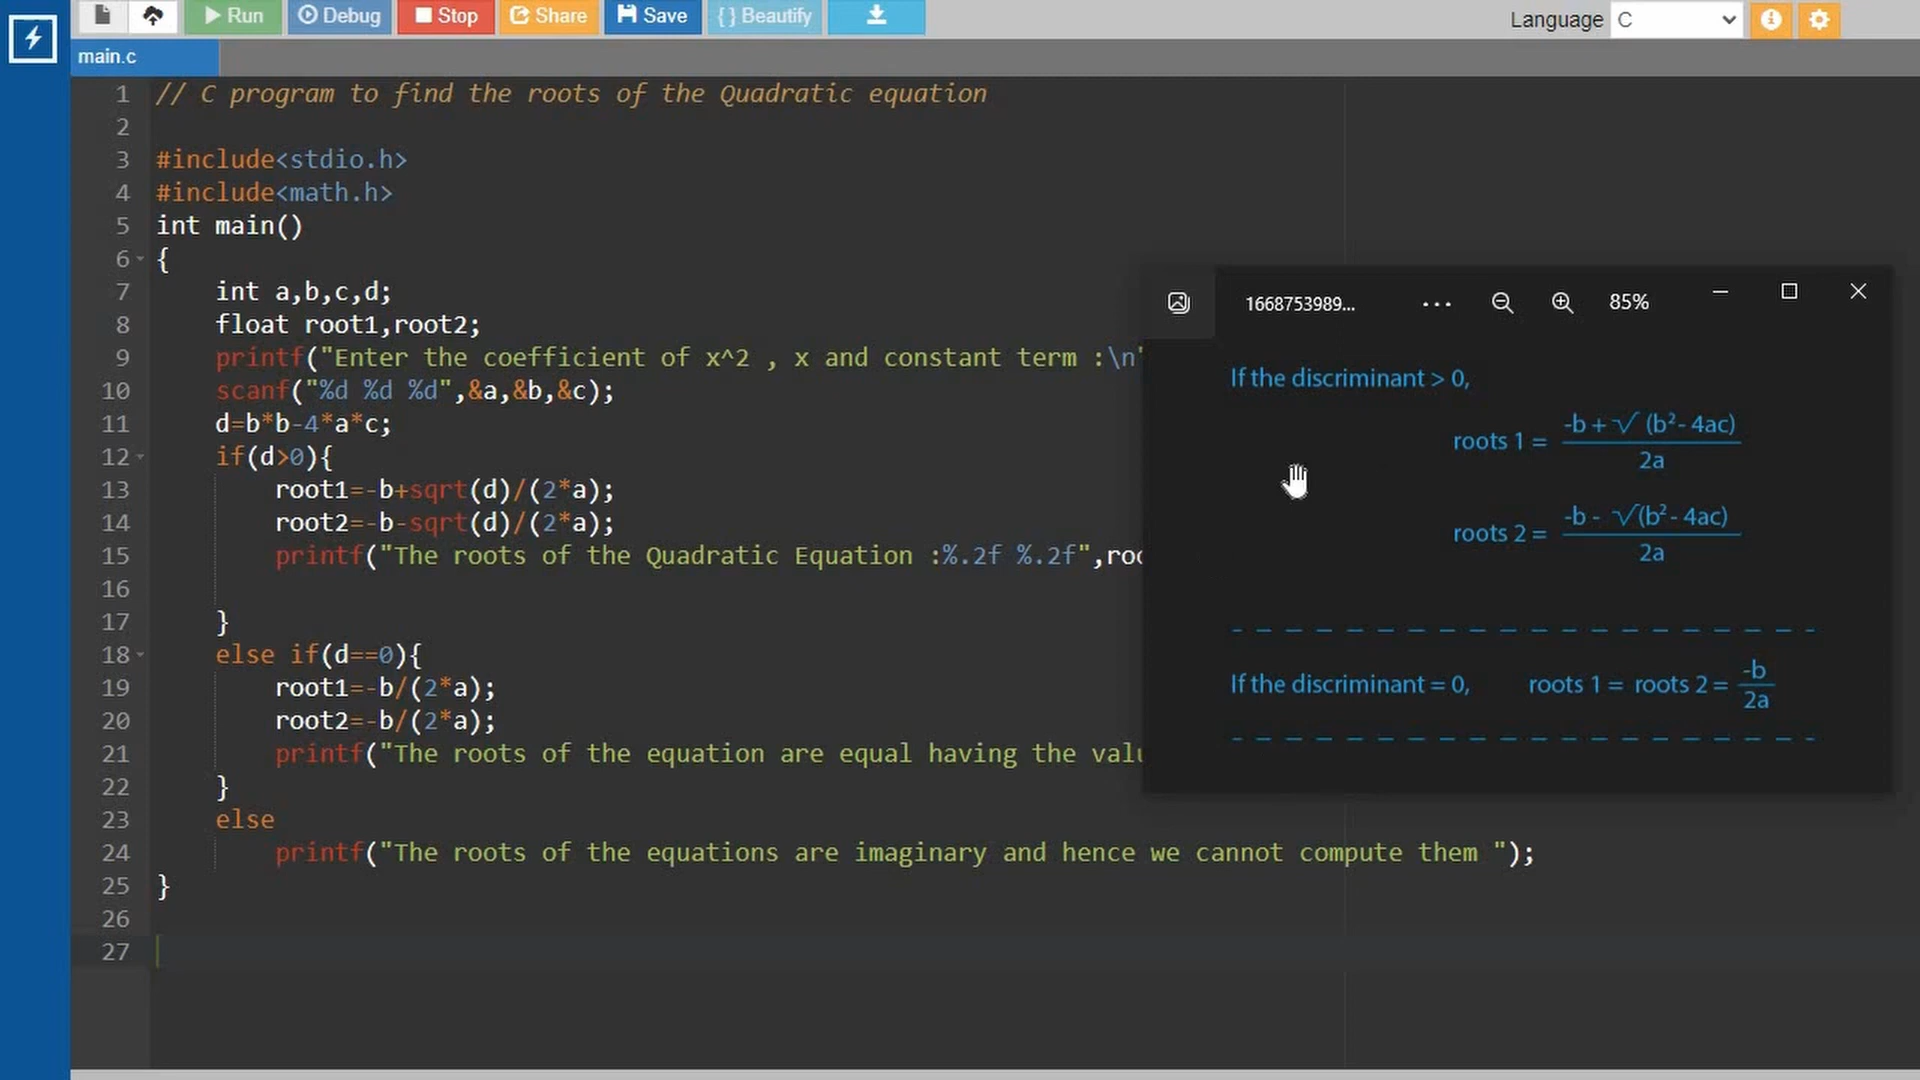 Run Debug Stop Share Save { } Beautify Language C
main.c
1 // C program to find the roots of the Quadratic equation
2
3 #include<stdio.h>
4 #include<math.h>
5 int main()
6 {
7 int a,b,c,d;
8 float root1,root2;
9 printf("Enter the coefficient of x^2 , x and constant term :\n"
10 scanf("%d %d %d",&a,&b,&c);
11 d=b*b-4*a*c;
12 if(d>0){
13 root1=-b+sqrt(d)/(2*a);
14 root2=-b-sqrt(d)/(2*a);
15 printf("The roots of the Quadratic Equation :%.2f %.2f",roo
16
17 }
18 else if(d==0){
19 root1=-b/(2*a);
20 root2=-b/(2*a);
21 printf("The roots of the equation are equal having the valu
22 }
23 else
24 printf("The roots of the equations are imaginary and hence we cannot compute them ");
25 }
26
27
1668753989... ... 85%
If the discriminant > 0,
roots 1 = -b + √ (b²- 4ac)
2a
roots 2 = -b - √(b²- 4ac)
2a
If the discriminant = 0, roots 1 = roots 2 = -b
2a